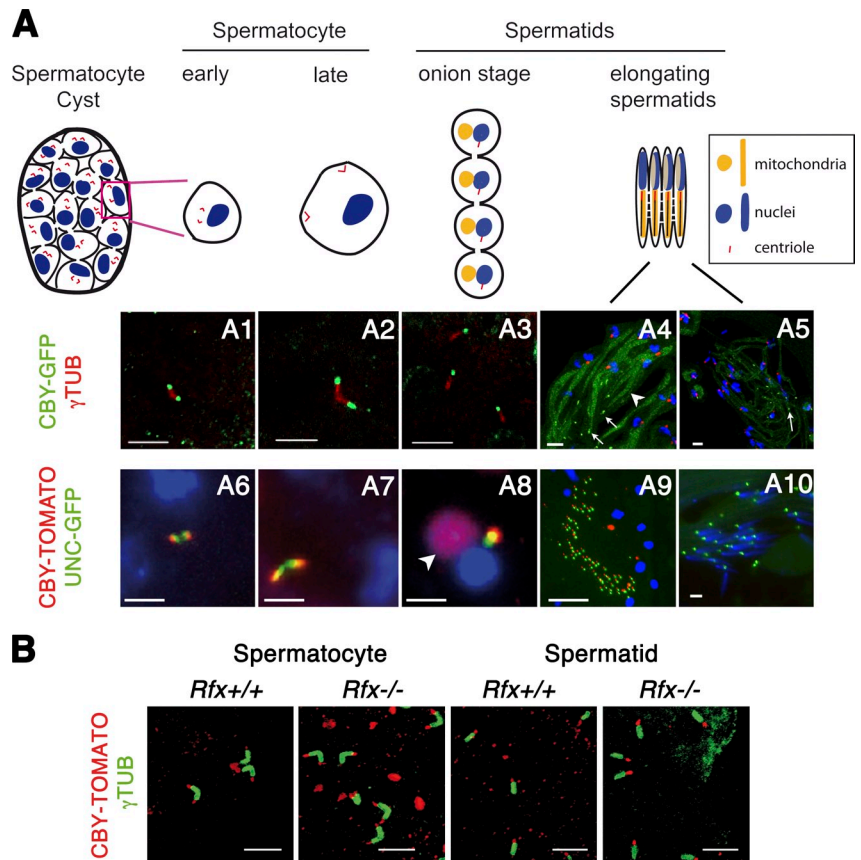 A
Spermatocyte
Spermatids
Spermatocyte
Cyst
early
late
onion stage
elongating
spermatids
mitochondria
nuclei
centriole
CBY-GFP
γTUB
A1
A2
A3
A4
A5
CBY-TOMATO
UNC-GFP
A6
A7
A8
A9
A10
B
Spermatocyte
Spermatid
Rfx+/+
Rfx-/-
Rfx+/+
Rfx-/-
CBY-TOMATO
γTUB